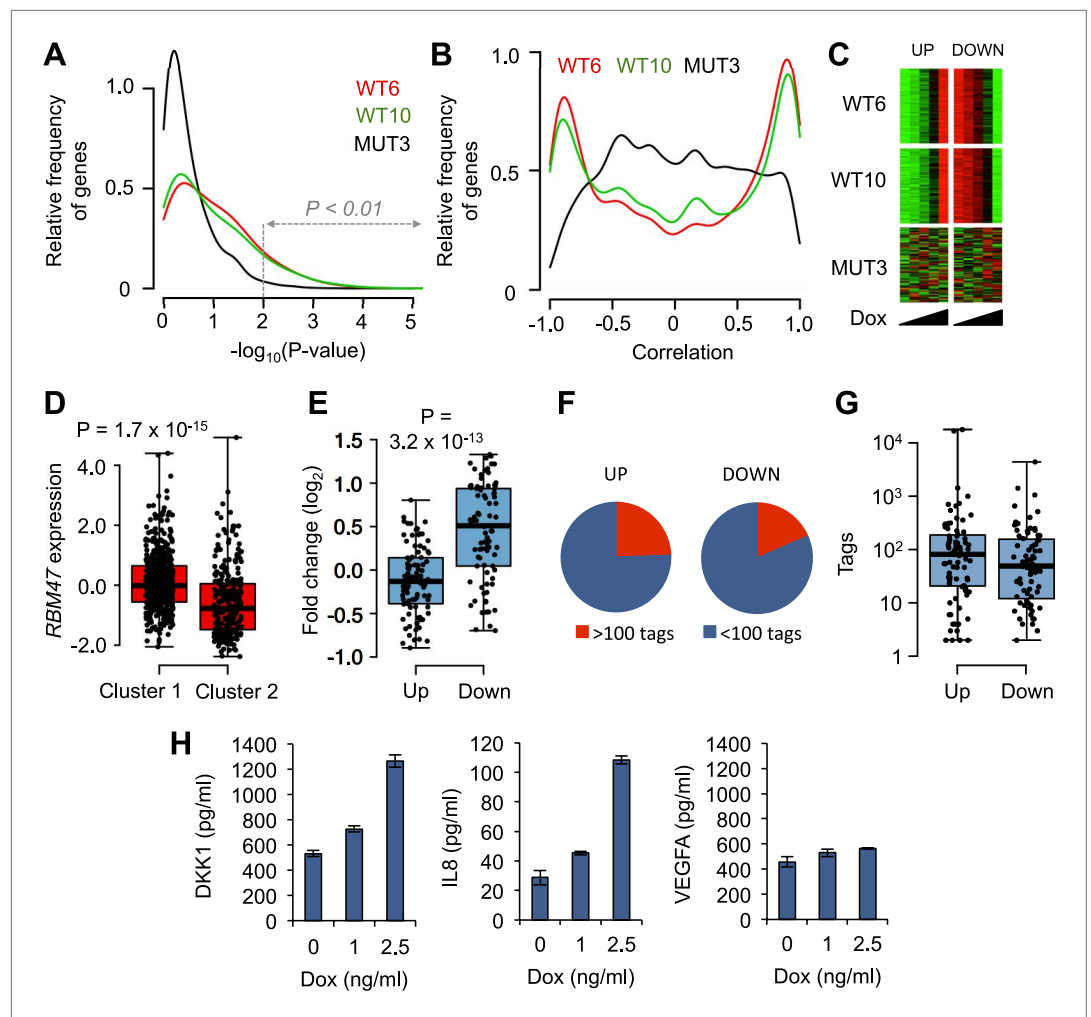 A
Relative frequency
of genes
1.0
0.5
0
WT6
WT10
MUT3
P < 0.01
0 1 2 3 4 5
-log10(P-value)
B
Relative frequency
of genes
1.0
0.5
0
WT6 WT10 MUT3
-1.0 -0.5 0 0.5 1.0
Correlation
C
UP DOWN
WT6
WT10
MUT3
Dox
D
P = 1.7 x 10-15
RBM47 expression
4.0
2.0
0.0
-2.0
Cluster 1 Cluster 2
E
P =
3.2 x 10-13
Fold change (log2)
1.5
1.0
0.5
0.0
-0.5
-1.0
Up Down
F
UP DOWN
>100 tags <100 tags
G
Tags
104
103
102
10
1
Up Down
H
DKK1 (pg/ml)
1400
1200
1000
800
600
400
200
0
0 1 2.5
Dox (ng/ml)
IL8 (pg/ml)
120
100
80
60
40
20
0
0 1 2.5
Dox (ng/ml)
VEGFA (pg/ml)
1400
1200
1000
800
600
400
200
0
0 1 2.5
Dox (ng/ml)